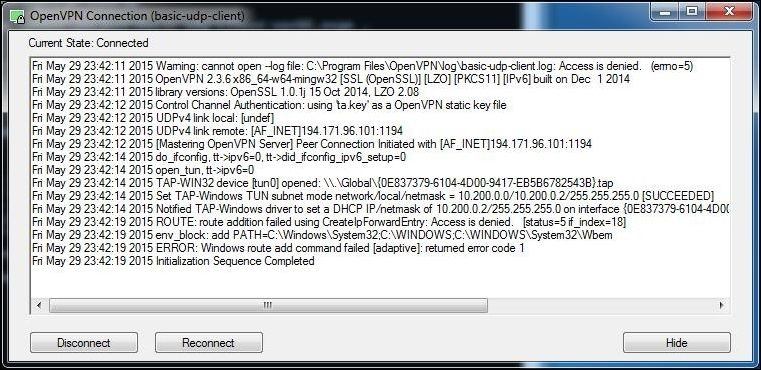 OpenVPN Connection (basic-udp-client)
Current State: Connected
Fri May 29 23:42:11 2015 Warning: cannot open --log file: C:\Program Files\OpenVPN\log\basic-udp-client.log: Access is denied.   (errno=5)
Fri May 29 23:42:11 2015 OpenVPN 2.3.6 x86_64-w64-mingw32 [SSL (OpenSSL)] [LZO] [PKCS11] [IPv6] built on Dec  1 2014
Fri May 29 23:42:11 2015 library versions: OpenSSL 1.0.1j 15 Oct 2014, LZO 2.08
Fri May 29 23:42:12 2015 Control Channel Authentication: using 'ta.key' as a OpenVPN static key file
Fri May 29 23:42:12 2015 UDPv4 link local: [undef]
Fri May 29 23:42:12 2015 UDPv4 link remote: [AF_INET]194.171.96.101:1194
Fri May 29 23:42:12 2015 [Mastering OpenVPN Server] Peer Connection Initiated with [AF_INET]194.171.96.101:1194
Fri May 29 23:42:14 2015 do_ifconfig, tt->ipv6=0, tt->did_ifconfig_ipv6_setup=0
Fri May 29 23:42:14 2015 open_tun, tt->ipv6=0
Fri May 29 23:42:14 2015 TAP-WIN32 device [tun0] opened: \\.\Global\{0E837379-6104-4D00-9417-EB5B6782543B}.tap
Fri May 29 23:42:14 2015 Set TAP-Windows TUN subnet mode network/local/netmask = 10.200.0.0/10.200.0.2/255.255.255.0 [SUCCEEDED]
Fri May 29 23:42:14 2015 Notified TAP-Windows driver to set a DHCP IP/netmask of 10.200.0.2/255.255.255.0 on interface {0E837379-6104-4D00
Fri May 29 23:42:19 2015 ROUTE: route addition failed using CreateIpForwardEntry: Access is denied.   [status=5 if_index=18]
Fri May 29 23:42:19 2015 env_block: add PATH=C:\Windows\System32;C:\WINDOWS;C:\WINDOWS\System32\Wbem
Fri May 29 23:42:19 2015 ERROR: Windows route add command failed [adaptive]: returned error code 1
Fri May 29 23:42:19 2015 Initialization Sequence Completed
Disconnect
Reconnect
Hide